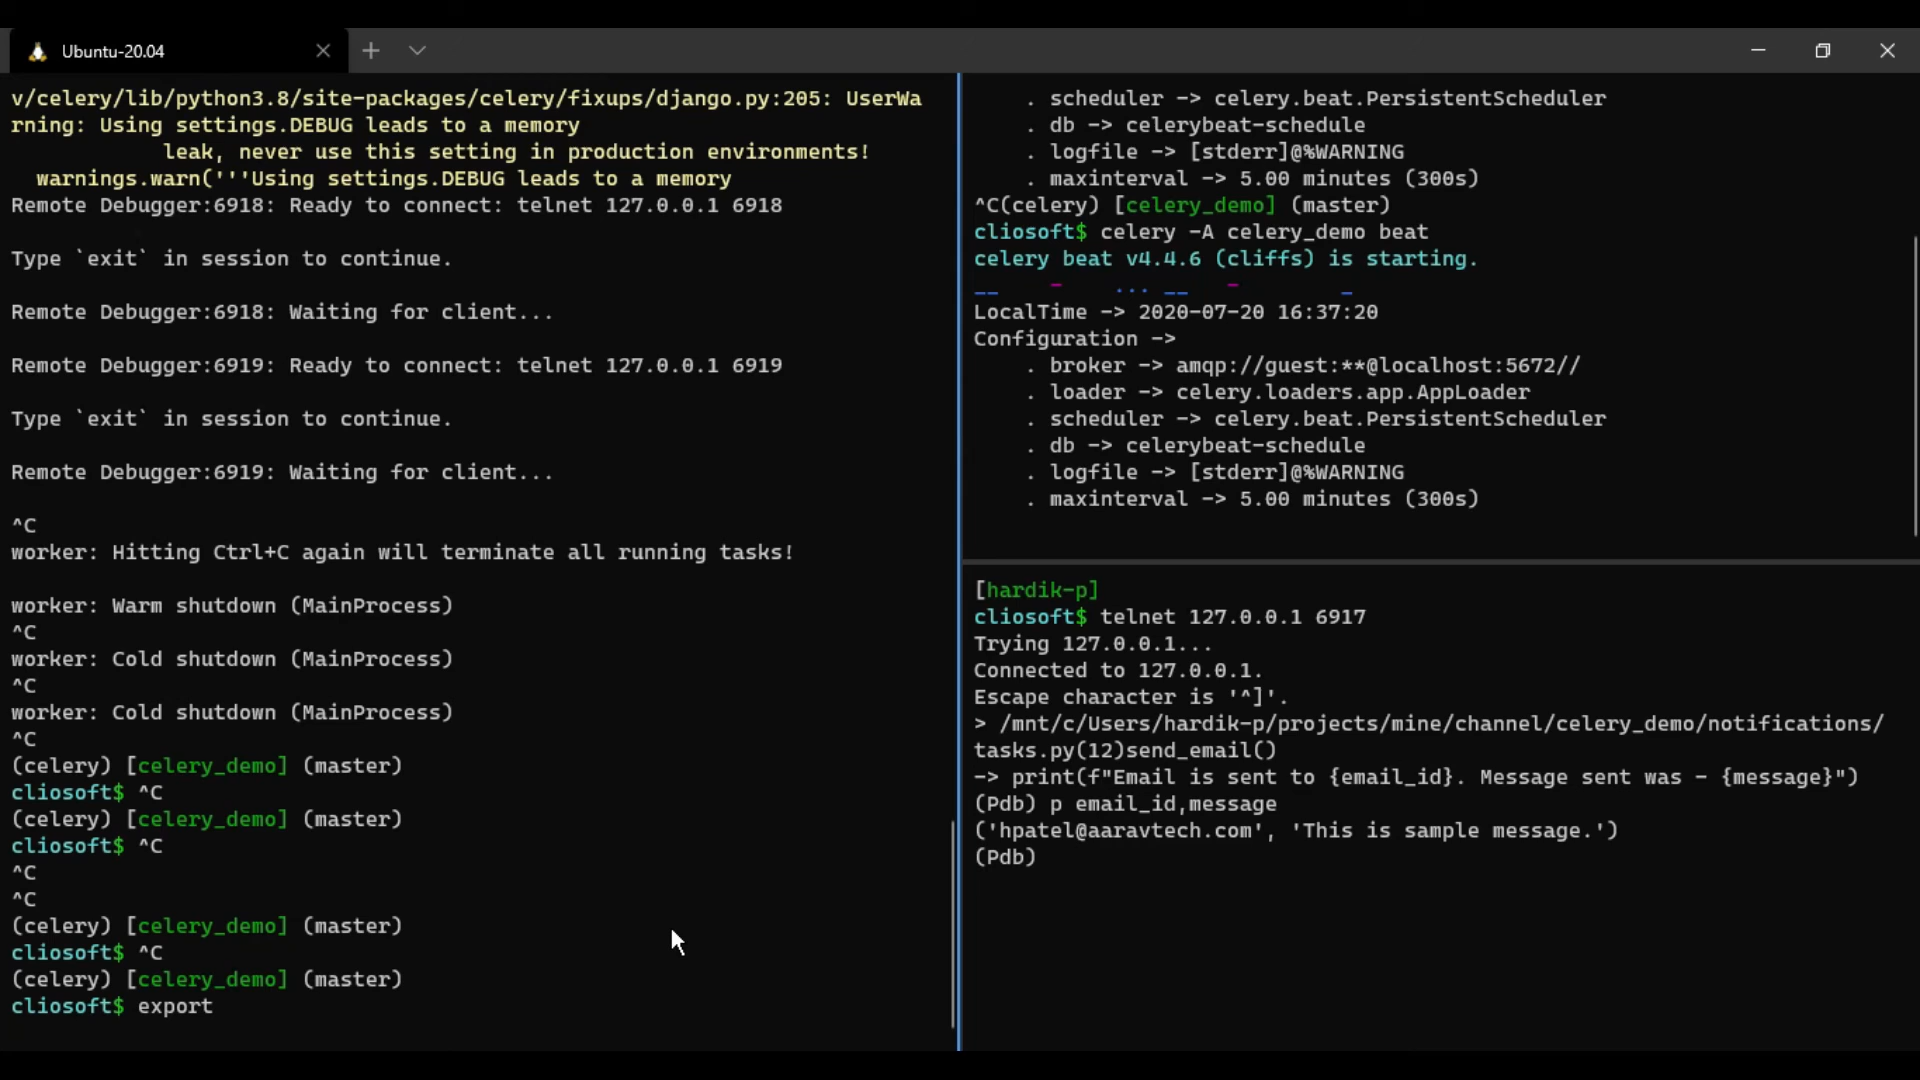 Ubuntu-20.04
v/celery/lib/python3.8/site-packages/celery/fixups/django.py:205: UserWa
rning: Using settings.DEBUG leads to a memory
            leak, never use this setting in production environments!
  warnings.warn('''Using settings.DEBUG leads to a memory
Remote Debugger:6918: Ready to connect: telnet 127.0.0.1 6918
Type `exit` in session to continue.
Remote Debugger:6918: Waiting for client...
Remote Debugger:6919: Ready to connect: telnet 127.0.0.1 6919
Type `exit` in session to continue.
Remote Debugger:6919: Waiting for client...
^C
worker: Hitting Ctrl+C again will terminate all running tasks!
worker: Warm shutdown (MainProcess)
^C
worker: Cold shutdown (MainProcess)
^C
worker: Cold shutdown (MainProcess)
^C
(celery) [celery_demo] (master)
cliosoft$ ^C
(celery) [celery_demo] (master)
cliosoft$ ^C
^C
^C
(celery) [celery_demo] (master)
cliosoft$ ^C
(celery) [celery_demo] (master)
cliosoft$ export
    . scheduler -> celery.beat.PersistentScheduler
    . db -> celerybeat-schedule
    . logfile -> [stderr]@%WARNING
    . maxinterval -> 5.00 minutes (300s)
^C(celery) [celery_demo] (master)
cliosoft$ celery -A celery_demo beat
celery beat v4.4.6 (cliffs) is starting.
__    -    ... __   -        _
LocalTime -> 2020-07-20 16:37:20
Configuration ->
    . broker -> amqp://guest:**@localhost:5672//
    . loader -> celery.loaders.app.AppLoader
    . scheduler -> celery.beat.PersistentScheduler
    . db -> celerybeat-schedule
    . logfile -> [stderr]@%WARNING
    . maxinterval -> 5.00 minutes (300s)
[hardik-p]
cliosoft$ telnet 127.0.0.1 6917
Trying 127.0.0.1...
Connected to 127.0.0.1.
Escape character is '^]'.
> /mnt/c/Users/hardik-p/projects/mine/channel/celery_demo/notifications/
tasks.py(12)send_email()
-> print(f"Email is sent to {email_id}. Message sent was - {message}")
(Pdb) p email_id,message
('hpatel@aaravtech.com', 'This is sample message.')
(Pdb)